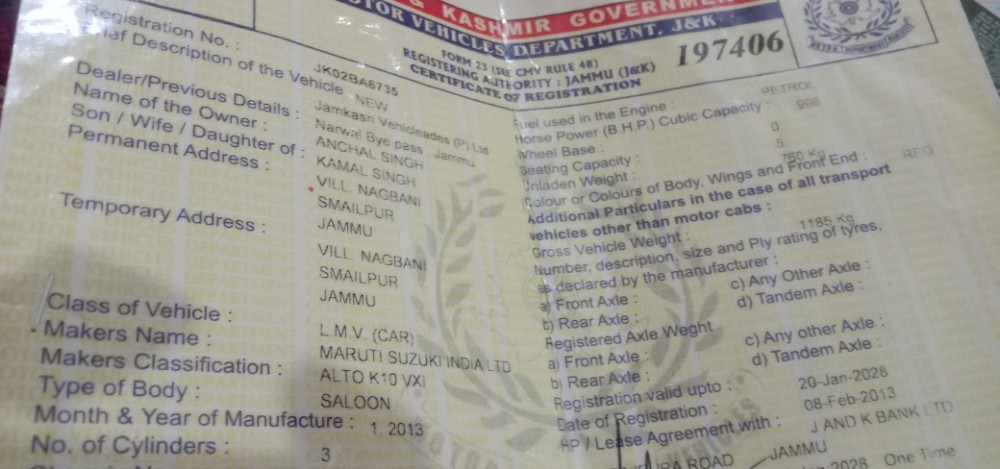 & KASHMIR GOVERNMENT
MOTOR VEHICLES DEPARTMENT, J&K
FORM 23 (SEE CMV RULE 48)
REGISTERING AUTHORITY : JAMMU (J&K)
CERTIFICATE OF REGISTRATION
197406
Registration No. : JK02BA6735
Brief Description of the Vehicle NEW
Dealer/Previous Details : Jamkash Vehicleades (P) Ltd
Narwal Bye pass Jammu
Name of the Owner : ANCHAL SINGH
Son / Wife / Daughter of : KAMAL SINGH
Permanent Address : VILL. NAGBANI
SMAILPUR
JAMMU
Temporary Address : VILL. NAGBANI
SMAILPUR
JAMMU
Class of Vehicle : L.M.V. (CAR)
Makers Name : MARUTI SUZUKI INDIA LTD
Makers Classification : ALTO K10 VXI
Type of Body : SALOON
Month & Year of Manufacture : 1, 2013
No. of Cylinders : 3
Fuel used in the Engine : PETROL
Horse Power (B.H.P.) Cubic Capacity : 998
Wheel Base : 0
Seating Capacity : 5
Unladen Weight : 760 Kg
Colour or Colours of Body, Wings and Front End : RED
Additional Particulars in the case of all transport
vehicles other than motor cabs :
Gross Vehicle Weight : 1185 Kg
Number, description, size and Ply rating of tyres,
as declared by the manufacturer :
a) Front Axle : c) Any Other Axle :
b) Rear Axle : d) Tandem Axle :
Registered Axle Weght
a) Front Axle : c) Any other Axle :
b) Rear Axle : d) Tandem Axle :
Registration valid upto : 20-Jan-2028
Date of Registration : 08-Feb-2013
HP / Lease Agreement with : J AND K BANK LTD
ROAD JAMMU
2028 One Time